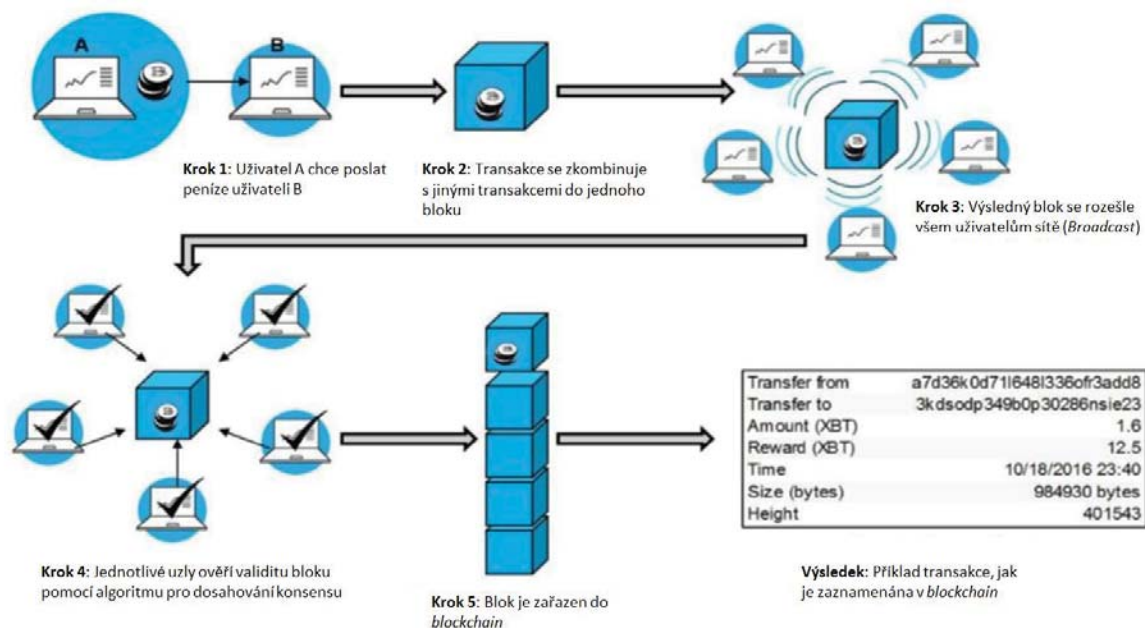 A
B
Krok 1: Uživatel A chce poslat
peníze uživateli B
Krok 2: Transakce se zkombinuje
s jinými transakcemi do jednoho
bloku
Krok 3: Výsledný blok se rozešle
všem uživatelům sítě (Broadcast)
Krok 4: Jednotlivé uzly ověří validitu bloku
pomocí algoritmu pro dosahování konsensu
Krok 5: Blok je zařazen do
blockchain
Transfer from a7d36k0d71l648l336ofr3add8
Transfer to 3kdsodp349b0p30286nsie23
Amount (XBT) 1.6
Reward (XBT) 12.5
Time 10/18/2016 23:40
Size (bytes) 984930 bytes
Height 401543
Výsledek: Příklad transakce, jak
je zaznamenána v blockchain